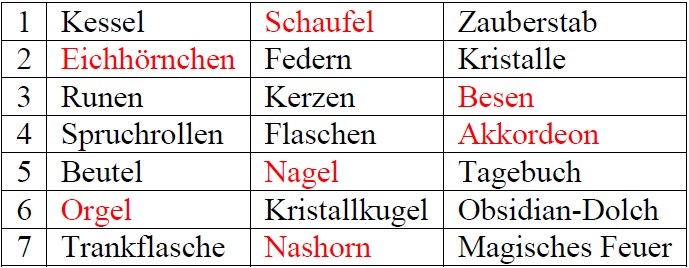 1 Kessel Schaufel Zauberstab
2 Eichhörnchen Federn Kristalle
3 Runen Kerzen Besen
4 Spruchrollen Flaschen Akkordeon
5 Beutel Nagel Tagebuch
6 Orgel Kristallkugel Obsidian-Dolch
7 Trankflasche Nashorn Magisches Feuer